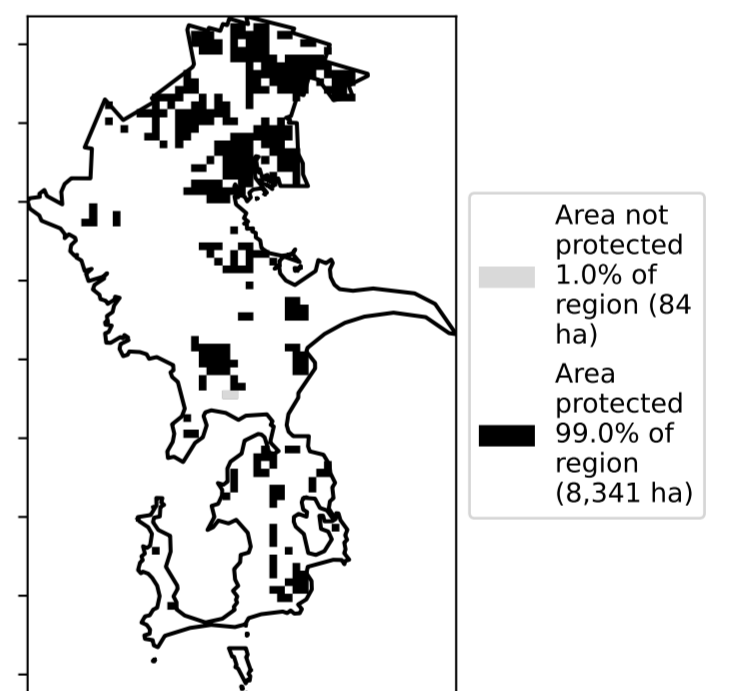 Area not
protected
1.0% of
region (84
ha)
Area
protected
99.0% of
region
(8,341 ha)